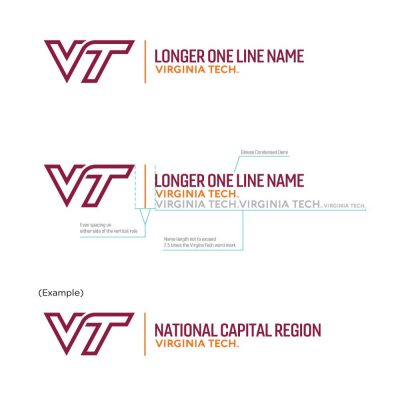 VT LONGER ONE LINE NAME
VIRGINIA TECH.
Gineso Condensed Demi
VT LONGER ONE LINE NAME
VIRGINIA TECH.
VIRGINIA TECH. VIRGINIA TECH. VIRGINIA TECH.
Even spacing on
either side of the vertical rule
Name length not to exceed
2.5 times the Virginia Tech word mark.
(Example)
VT NATIONAL CAPITAL REGION
VIRGINIA TECH.